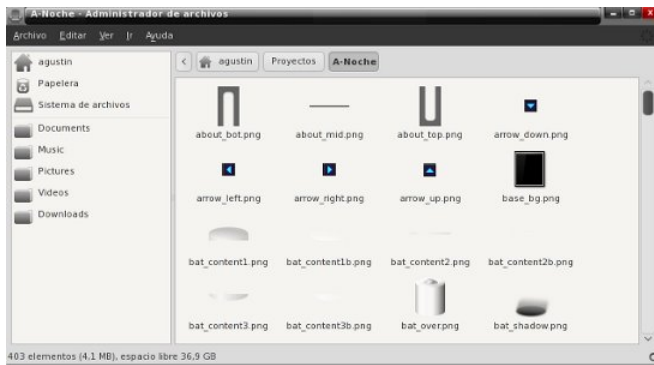 A-Noche - Administrador de archivos
Archivo Editar Ver Ir Ayuda
agustin
Papelera
Sistema de archivos
Documents
Music
Pictures
Videos
Downloads
agustin Proyectos A-Noche
about_bot.png about_mid.png about_top.png arrow_down.png
arrow_left.png arrow_right.png arrow_up.png base_bg.png
bat_content1.png bat_content1b.png bat_content2.png bat_content2b.png
bat_content3.png bat_content3b.png bat_over.png bat_shadow.png
403 elementos (4,1 MB), espacio libre 36,9 GB